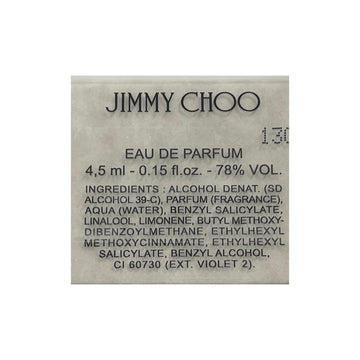 JIMMY CHOO
130
EAU DE PARFUM
4,5 ml - 0.15 fl.oz. - 78% VOL.
INGREDIENTS : ALCOHOL DENAT. (SD
ALCOHOL 39-C), PARFUM (FRAGRANCE),
AQUA (WATER), BENZYL SALICYLATE,
LINALOOL, LIMONENE, BUTYL METHOXY-
DIBENZOYLMETHANE, ETHYLHEXYL
METHOXYCINNAMATE, ETHYLHEXYL
SALICYLATE, BENZYL ALCOHOL,
CI 60730 (EXT. VIOLET 2).